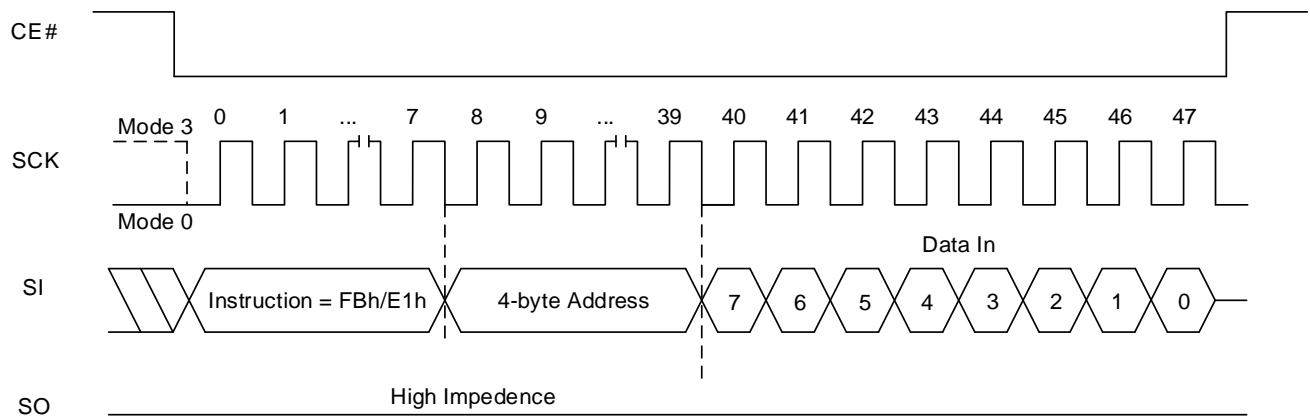 CE#
0 1 ... 7 8 9 ... 39 40 41 42 43 44 45 46 47
Mode 3
SCK
Mode 0
Data In
SI
Instruction = FBh/E1h 4-byte Address 7 6 5 4 3 2 1 0
High Impedence
SO